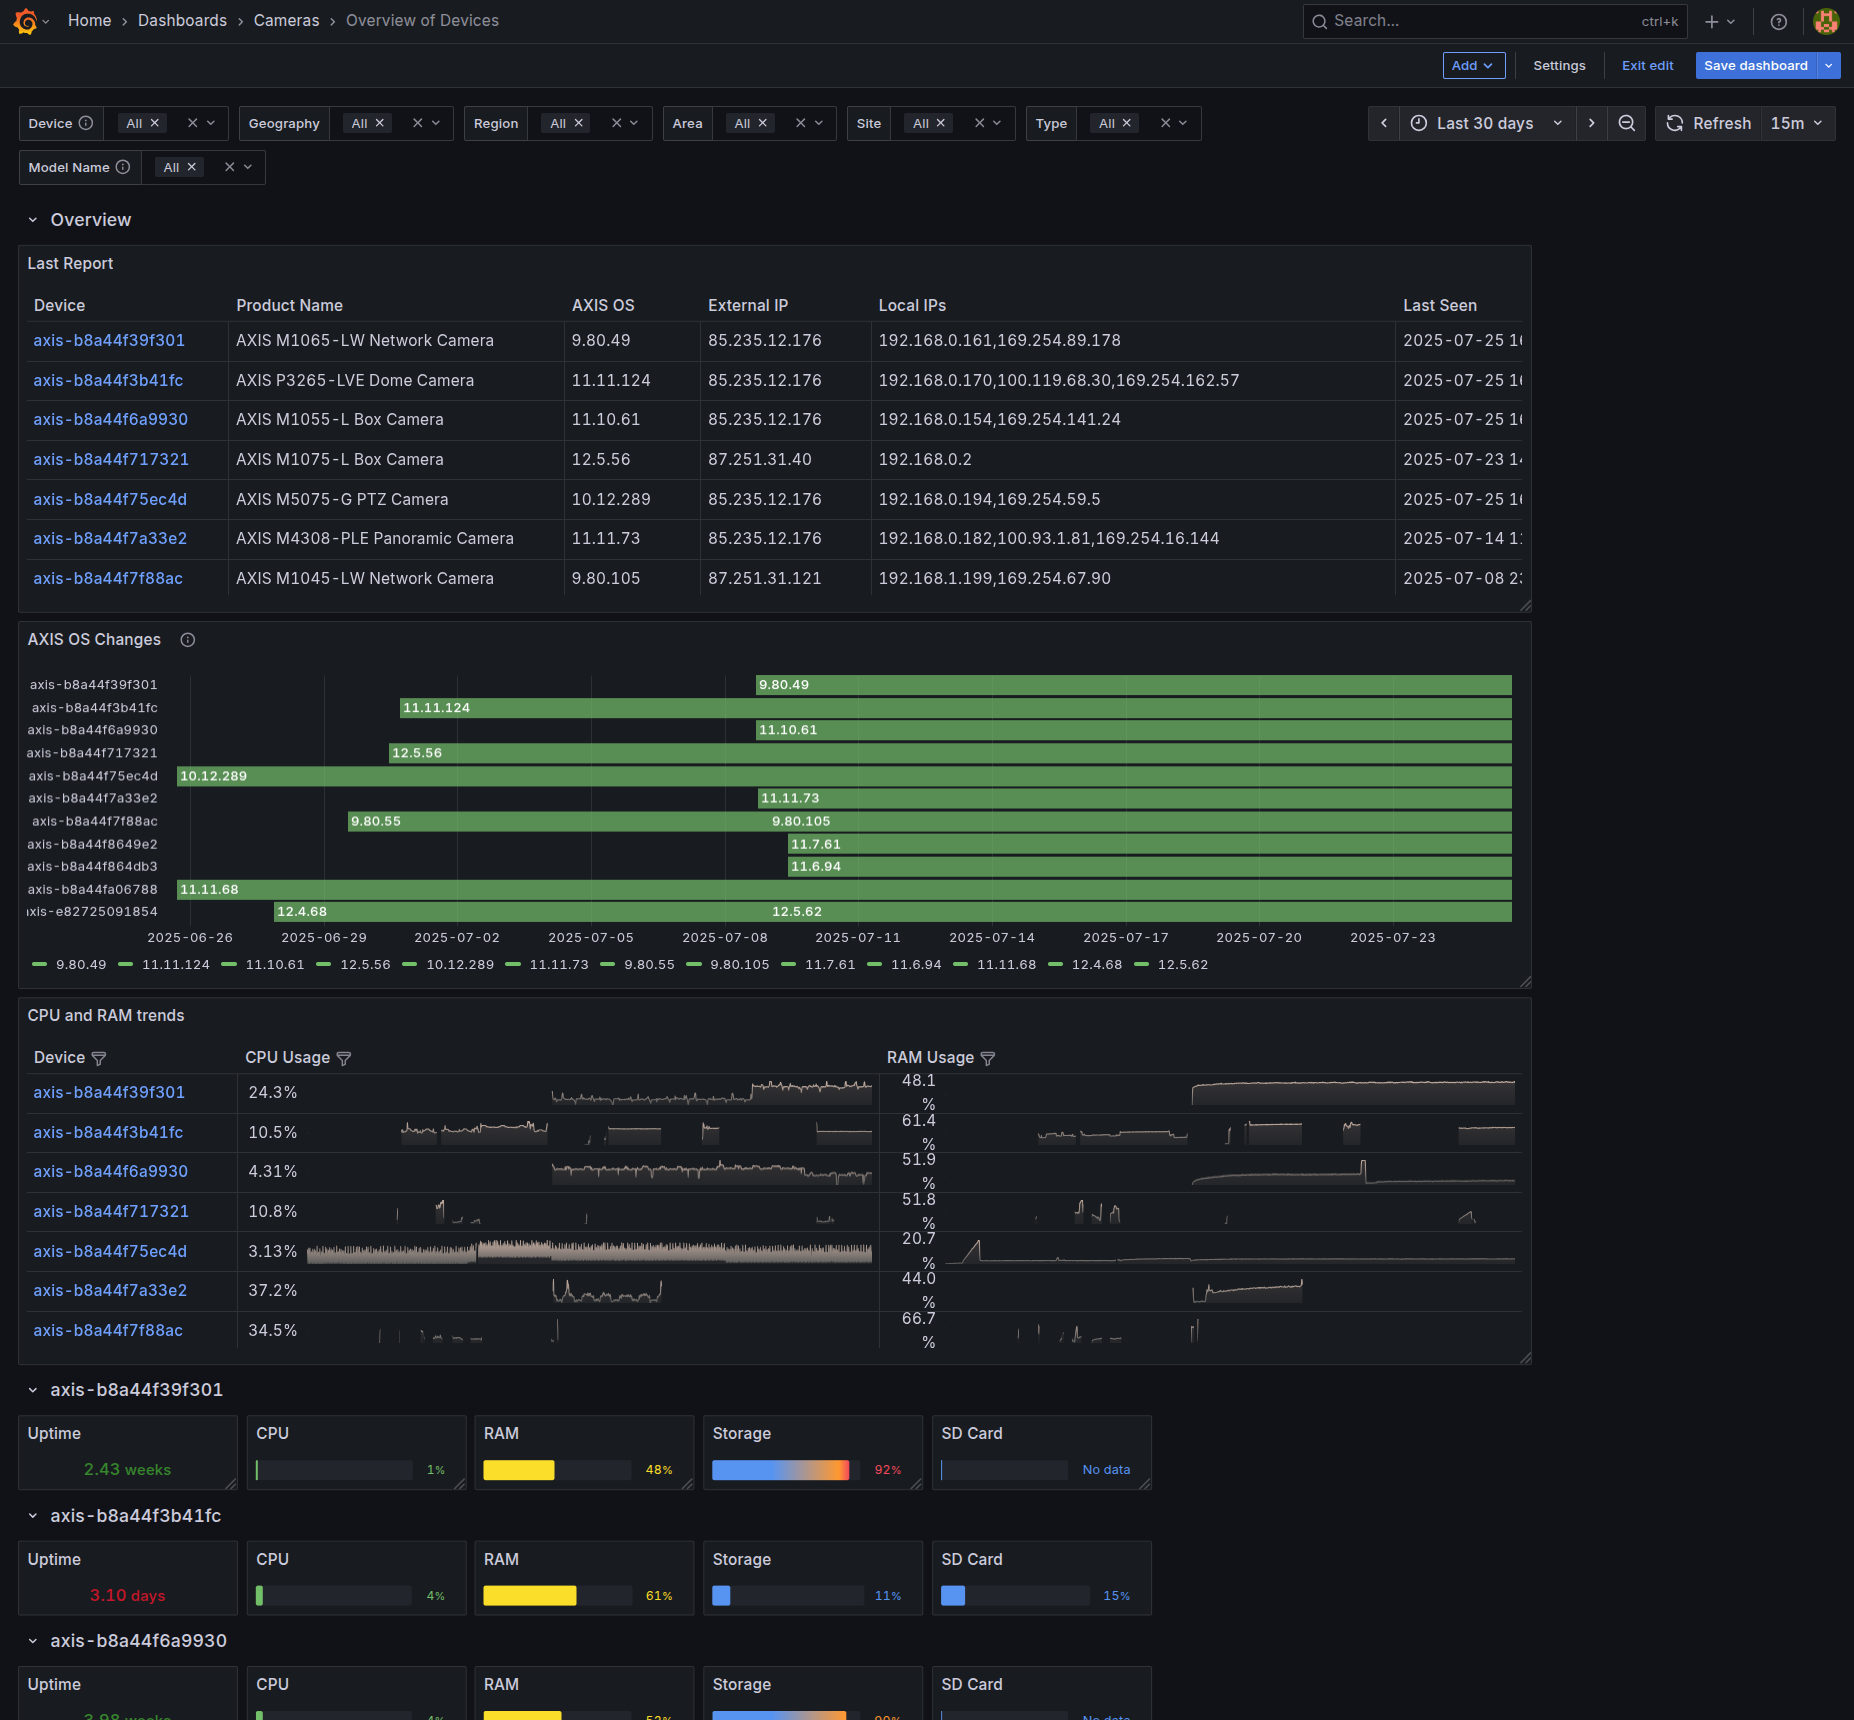 Home › Dashboards › Cameras › Overview of Devices
Search... ctrl+k
Add Settings Exit edit Save dashboard
Device All Geography All Region All Area All Site All Type All
Last 30 days Refresh 15m
Model Name All
Overview
Last Report
Device Product Name AXIS OS External IP Local IPs Last Seen
axis-b8a44f39f301 AXIS M1065-LW Network Camera 9.80.49 85.235.12.176 192.168.0.161,169.254.89.178 2025-07-25 16
axis-b8a44f3b41fc AXIS P3265-LVE Dome Camera 11.11.124 85.235.12.176 192.168.0.170,100.119.68.30,169.254.162.57 2025-07-25 16
axis-b8a44f6a9930 AXIS M1055-L Box Camera 11.10.61 85.235.12.176 192.168.0.154,169.254.141.24 2025-07-25 16
axis-b8a44f717321 AXIS M1075-L Box Camera 12.5.56 87.251.31.40 192.168.0.2 2025-07-23 14
axis-b8a44f75ec4d AXIS M5075-G PTZ Camera 10.12.289 85.235.12.176 192.168.0.194,169.254.59.5 2025-07-25 16
axis-b8a44f7a33e2 AXIS M4308-PLE Panoramic Camera 11.11.73 85.235.12.176 192.168.0.182,100.93.1.81,169.254.16.144 2025-07-14
axis-b8a44f7f88ac AXIS M1045-LW Network Camera 9.80.105 87.251.31.121 192.168.1.199,169.254.67.90 2025-07-08
AXIS OS Changes
axis-b8a44f39f301 9.80.49
axis-b8a44f3b41fc 11.11.124
axis-b8a44f6a9930 11.10.61
axis-b8a44f717321 12.5.56
axis-b8a44f75ec4d 10.12.289
axis-b8a44f7a33e2 11.11.73
axis-b8a44f7f88ac 9.80.55 9.80.105
axis-b8a44f8649e2 11.7.61
axis-b8a44f864db3 11.6.94
axis-b8a44fa06788 11.11.68
xis-e82725091854 12.4.68 12.5.62
2025-06-26 2025-06-29 2025-07-02 2025-07-05 2025-07-08 2025-07-11 2025-07-14 2025-07-17 2025-07-20 2025-07-23
9.80.49 11.11.124 11.10.61 12.5.56 10.12.289 11.11.73 9.80.55 9.80.105 11.7.61 11.6.94 11.11.68 12.4.68 12.5.62
CPU and RAM trends
Device CPU Usage RAM Usage
axis-b8a44f39f301 24.3% 48.1 %
axis-b8a44f3b41fc 10.5% 61.4 %
axis-b8a44f6a9930 4.31% 51.9 %
axis-b8a44f717321 10.8% 51.8 %
axis-b8a44f75ec4d 3.13% 20.7 %
axis-b8a44f7a33e2 37.2% 44.0 %
axis-b8a44f7f88ac 34.5% 66.7 %
axis-b8a44f39f301
Uptime CPU RAM Storage SD Card
2.43 weeks 1% 48% 92% No data
axis-b8a44f3b41fc
Uptime CPU RAM Storage SD Card
3.10 days 4% 61% 11% 15%
axis-b8a44f6a9930
Uptime CPU RAM Storage SD Card
3.98 weeks 4% 52% 90% No data